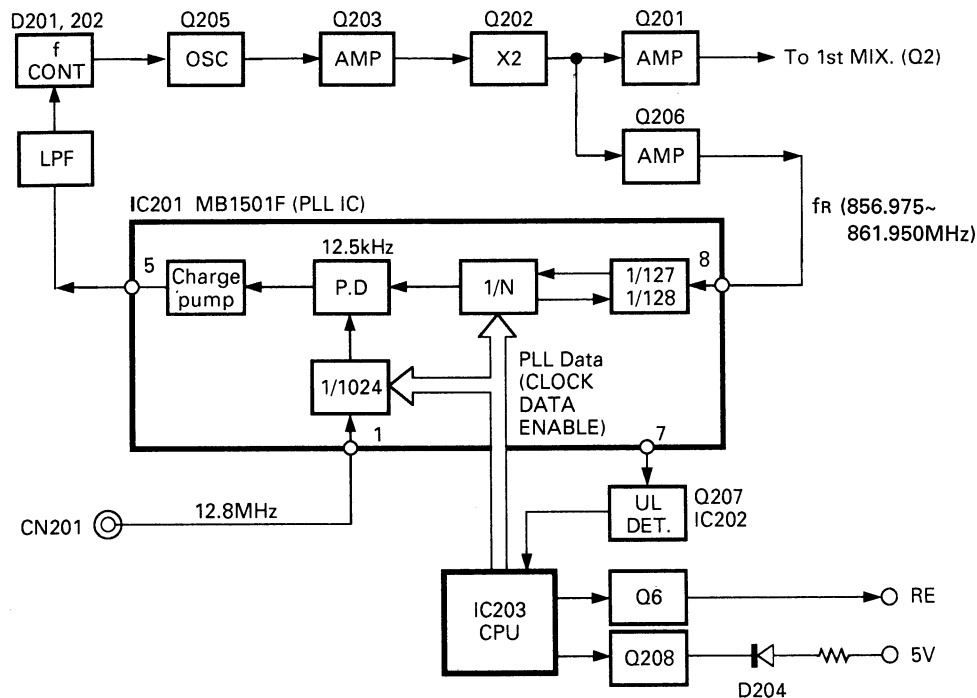 D201, 202
f
CONT
Q205
OSC
Q203
AMP
Q202
X2
Q201
AMP
To 1st MIX. (Q2)
Q206
AMP
LPF
fR (856.975~
861.950MHz)
IC201 MB1501F (PLL IC)
5
Charge
pump
12.5kHz
P.D
1/N
1/127
1/128
8
1/1024
PLL Data
(CLOCK
DATA
ENABLE)
1
7
CN201
12.8MHz
UL
DET.
Q207
IC202
IC203
CPU
Q6
RE
Q208
D204
5V